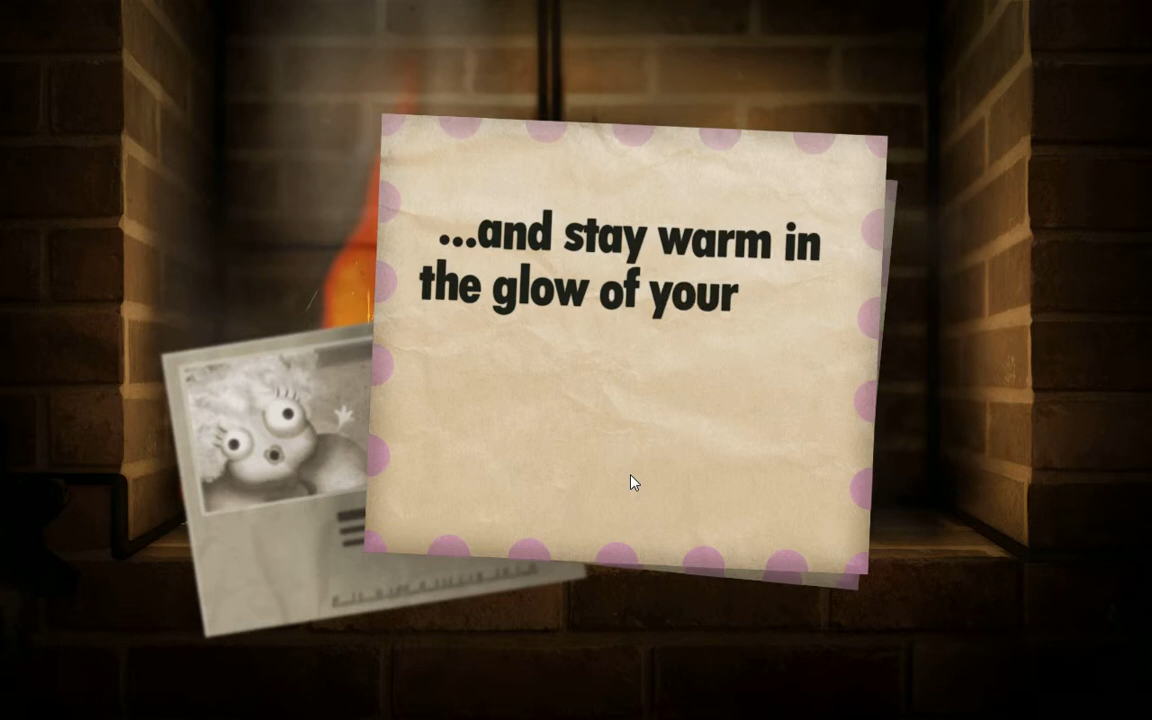 ...and stay warm in
the glow of your